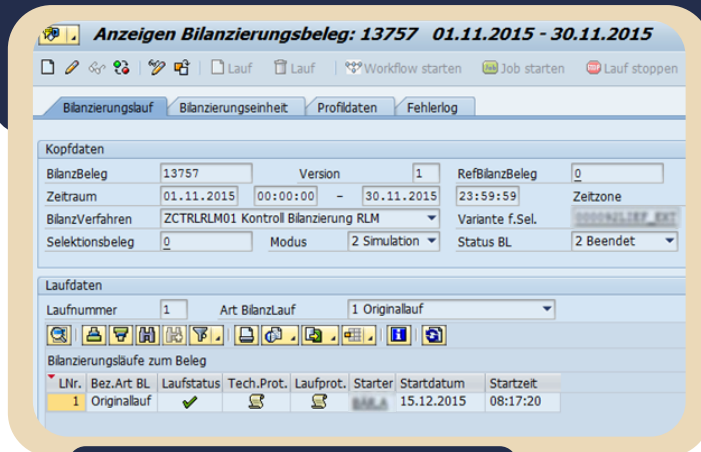 Anzeigen Bilanzierungsbeleg: 13757 01.11.2015 - 30.11.2015
Lauf Lauf Workflow starten Job starten Lauf stoppen
Bilanzierungslauf Bilanzierungseinheit Profildaten Fehlerlog
Kopfdaten
BilanzBeleg 13757 Version 1 RefBilanzBeleg 0
Zeitraum 01.11.2015 00:00:00 - 30.11.2015 23:59:59 Zeitzone
BilanzVerfahren ZCTRLRLM01 Kontroll Bilanzierung RLM Variante f.Sel.
Selektionsbeleg 0 Modus 2 Simulation Status BL 2 Beendet
Laufdaten
Laufnummer 1 Art BilanzLauf 1 Originallauf
Bilanzierungsläufe zum Beleg
LNr. Bez.Art BL Laufstatus Tech.Prot. Laufprot. Starter Startdatum Startzeit
1 Originallauf 15.12.2015 08:17:20